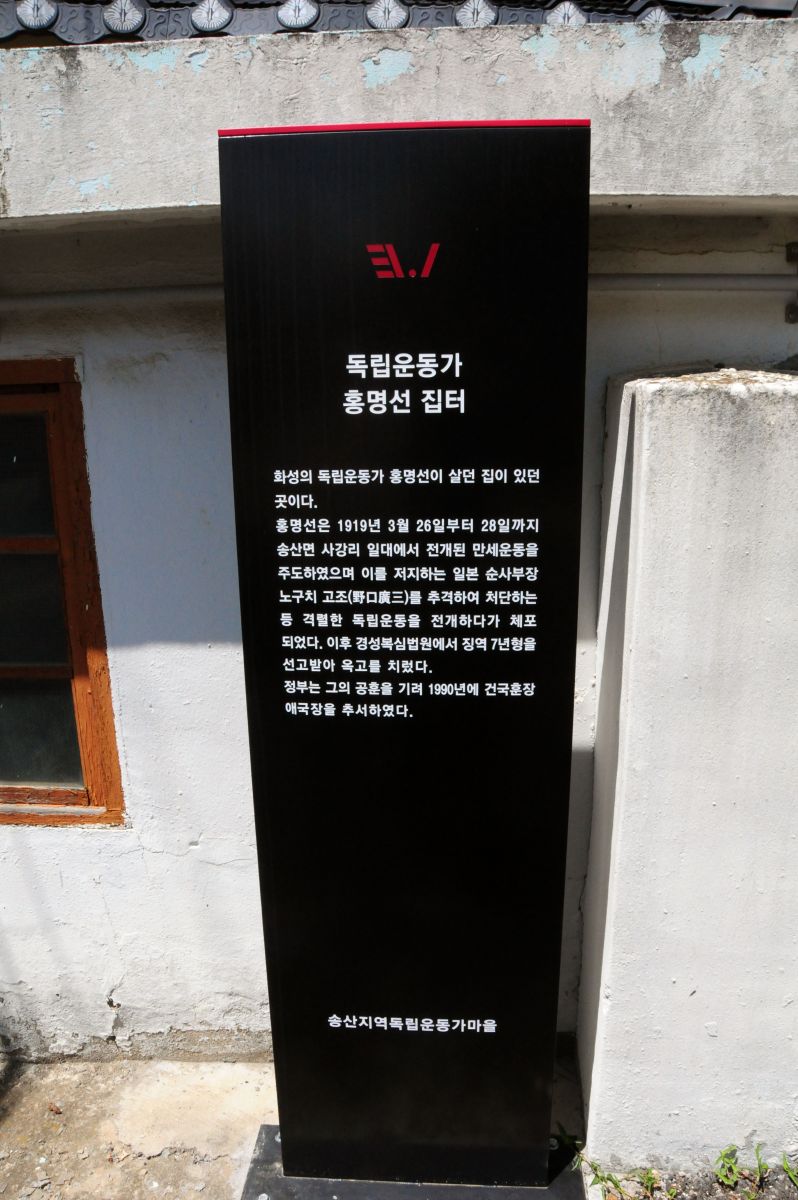 독립운동가
홍명선 집터
화성의 독립운동가 홍명선이 살던 집이 있던
곳이다.
홍명선은 1919년 3월 26일부터 28일까지
송산면 사강리 일대에서 전개된 만세운동을
주도하였으며 이를 저지하는 일본 순사부장
노구치 고조(野口廣三)를 추격하여 처단하는
등 격렬한 독립운동을 전개하다가 체포
되었다. 이후 경성복심법원에서 징역 7년형을
선고받아 옥고를 치렀다.
정부는 그의 공훈을 기려 1990년에 건국훈장
애국장을 추서하였다.
송산지역독립운동가마을